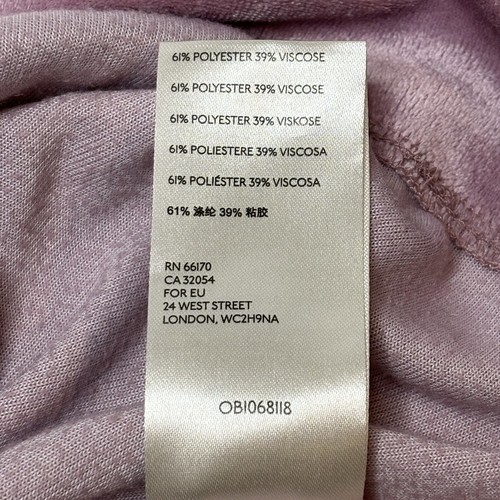 61% POLYESTER 39% VISCOSE
61% POLYESTER 39% VISCOSE
61% POLYESTER 39% VISKOSE
61% POLIESTERE 39% VISCOSA
61% POLIÉSTER 39% VISCOSA
61% 涤纶 39% 粘胶
RN 66170
CA 32054
FOR EU
24 WEST STREET
LONDON, WC2H9NA
OB1068118